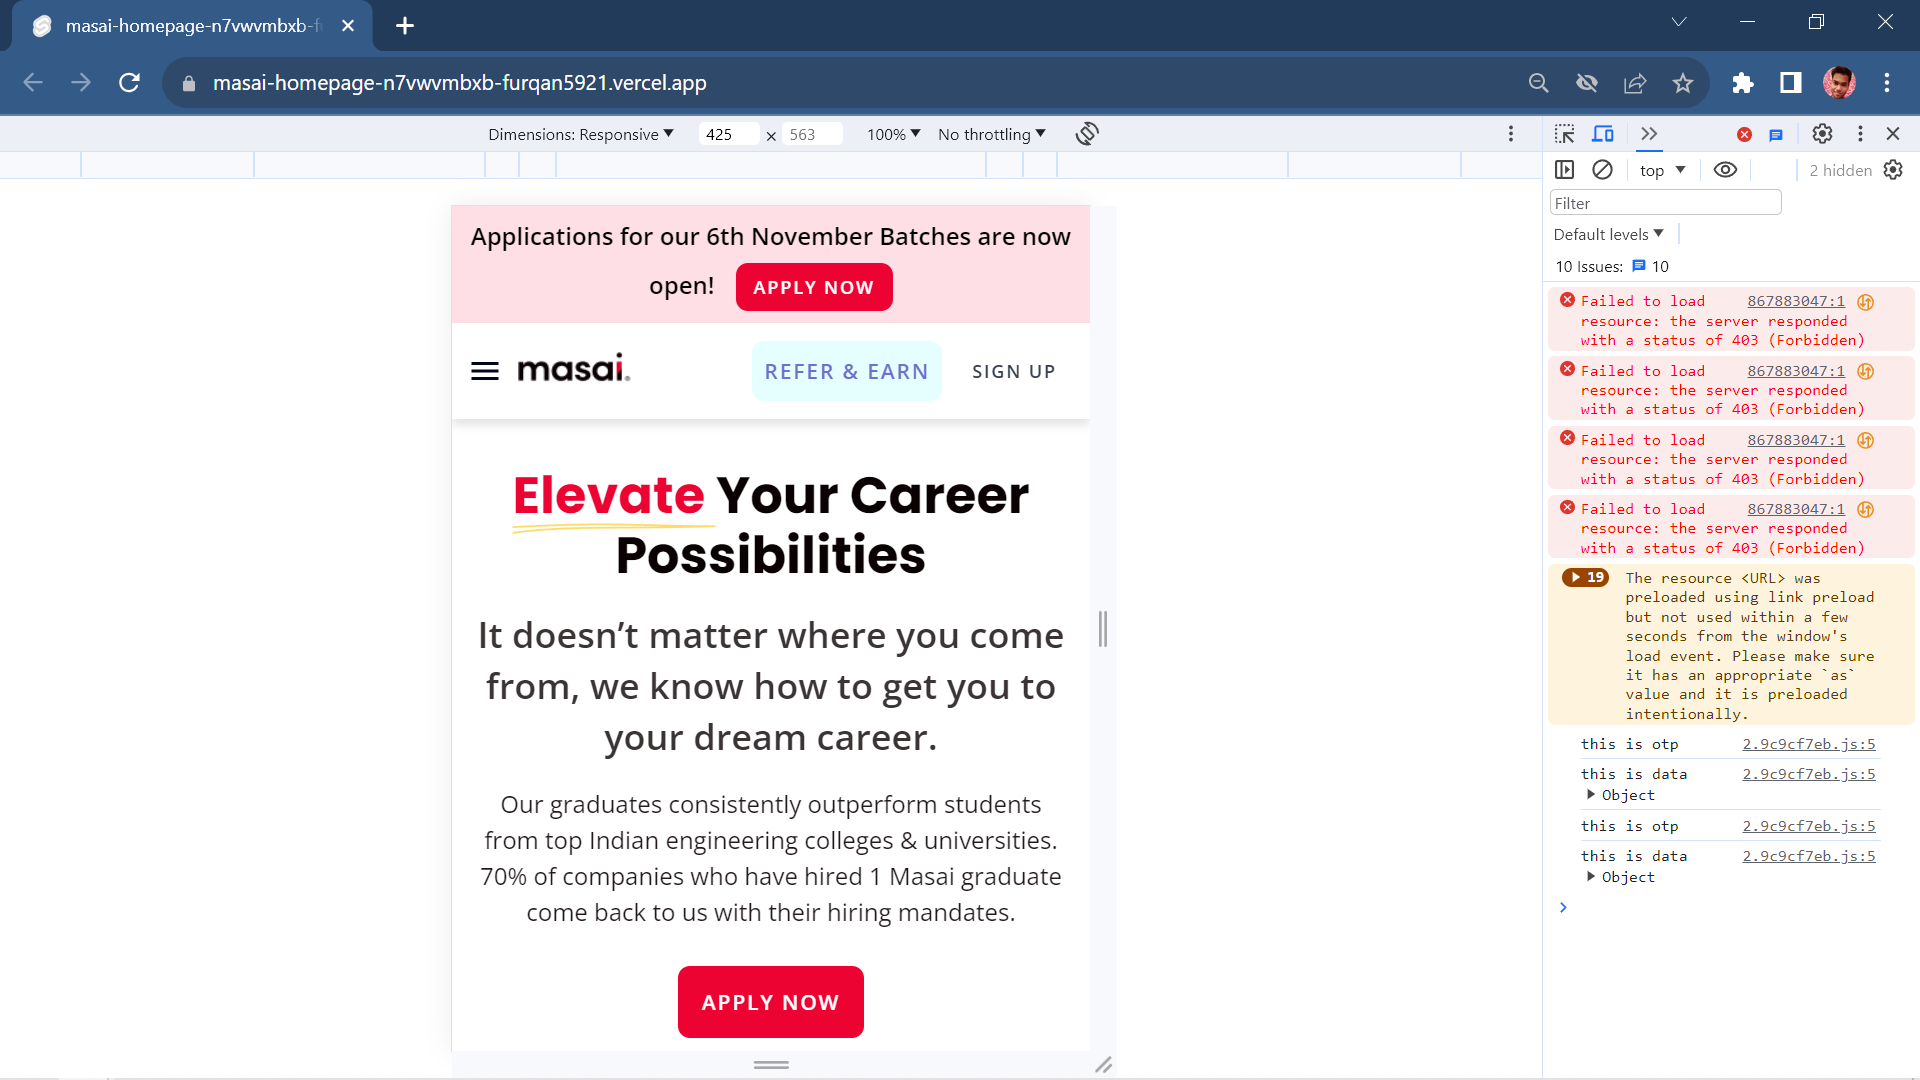 masai-homepage-n7vwvmbxb-f
masai-homepage-n7vwvmbxb-furqan5921.vercel.app
Dimensions: Responsive 425 × 563 100% No throttling
top 2 hidden
Filter
Default levels
10 Issues: 10
Applications for our 6th November Batches are now
open! APPLY NOW
masai.
REFER & EARN
SIGN UP
Elevate Your Career
Possibilities
It doesn’t matter where you come
from, we know how to get you to
your dream career.
Our graduates consistently outperform students
from top Indian engineering colleges & universities.
70% of companies who have hired 1 Masai graduate
come back to us with their hiring mandates.
APPLY NOW
Failed to load 867883047:1
resource: the server responded
with a status of 403 (Forbidden)
Failed to load 867883047:1
resource: the server responded
with a status of 403 (Forbidden)
Failed to load 867883047:1
resource: the server responded
with a status of 403 (Forbidden)
Failed to load 867883047:1
resource: the server responded
with a status of 403 (Forbidden)
19 The resource <URL> was
preloaded using link preload
but not used within a few
seconds from the window's
load event. Please make sure
it has an appropriate `as`
value and it is preloaded
intentionally.
this is otp 2.9c9cf7eb.js:5
this is data 2.9c9cf7eb.js:5
Object
this is otp 2.9c9cf7eb.js:5
this is data 2.9c9cf7eb.js:5
Object